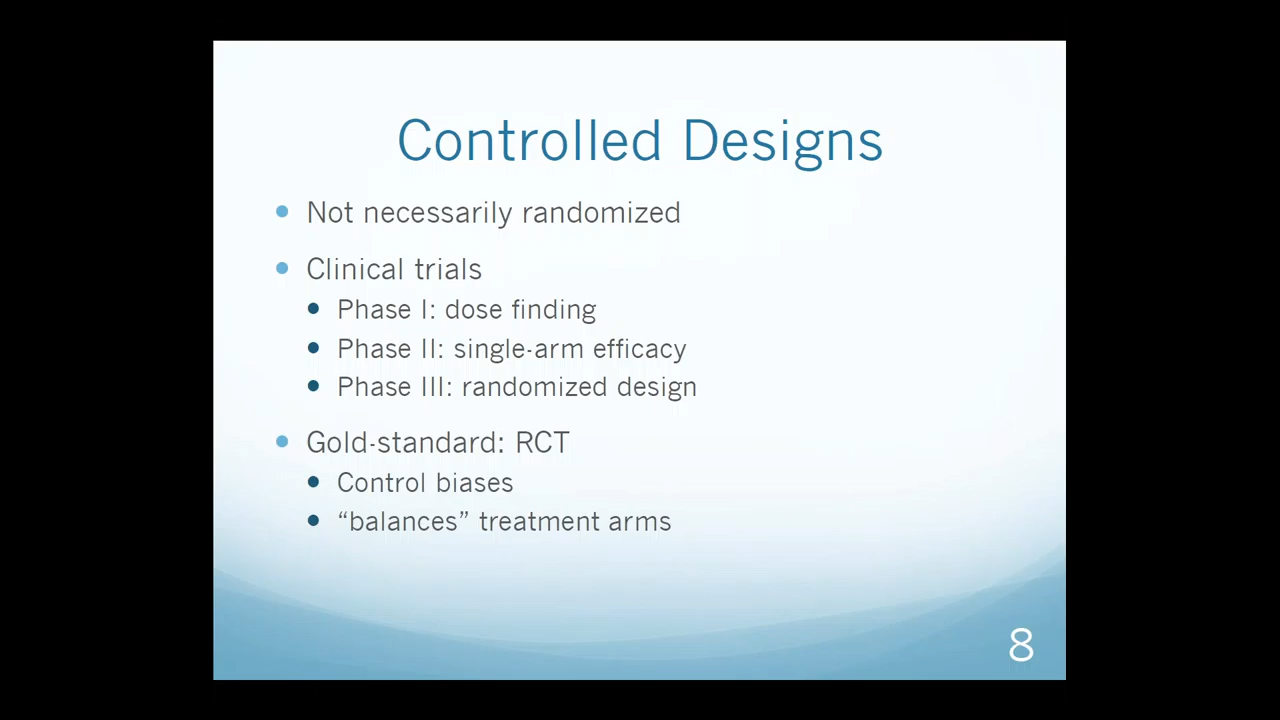 Controlled Designs
Not necessarily randomized
Clinical trials
Phase I: dose finding
Phase II: single-arm efficacy
Phase III: randomized design
Gold-standard: RCT
Control biases
“balances” treatment arms
8